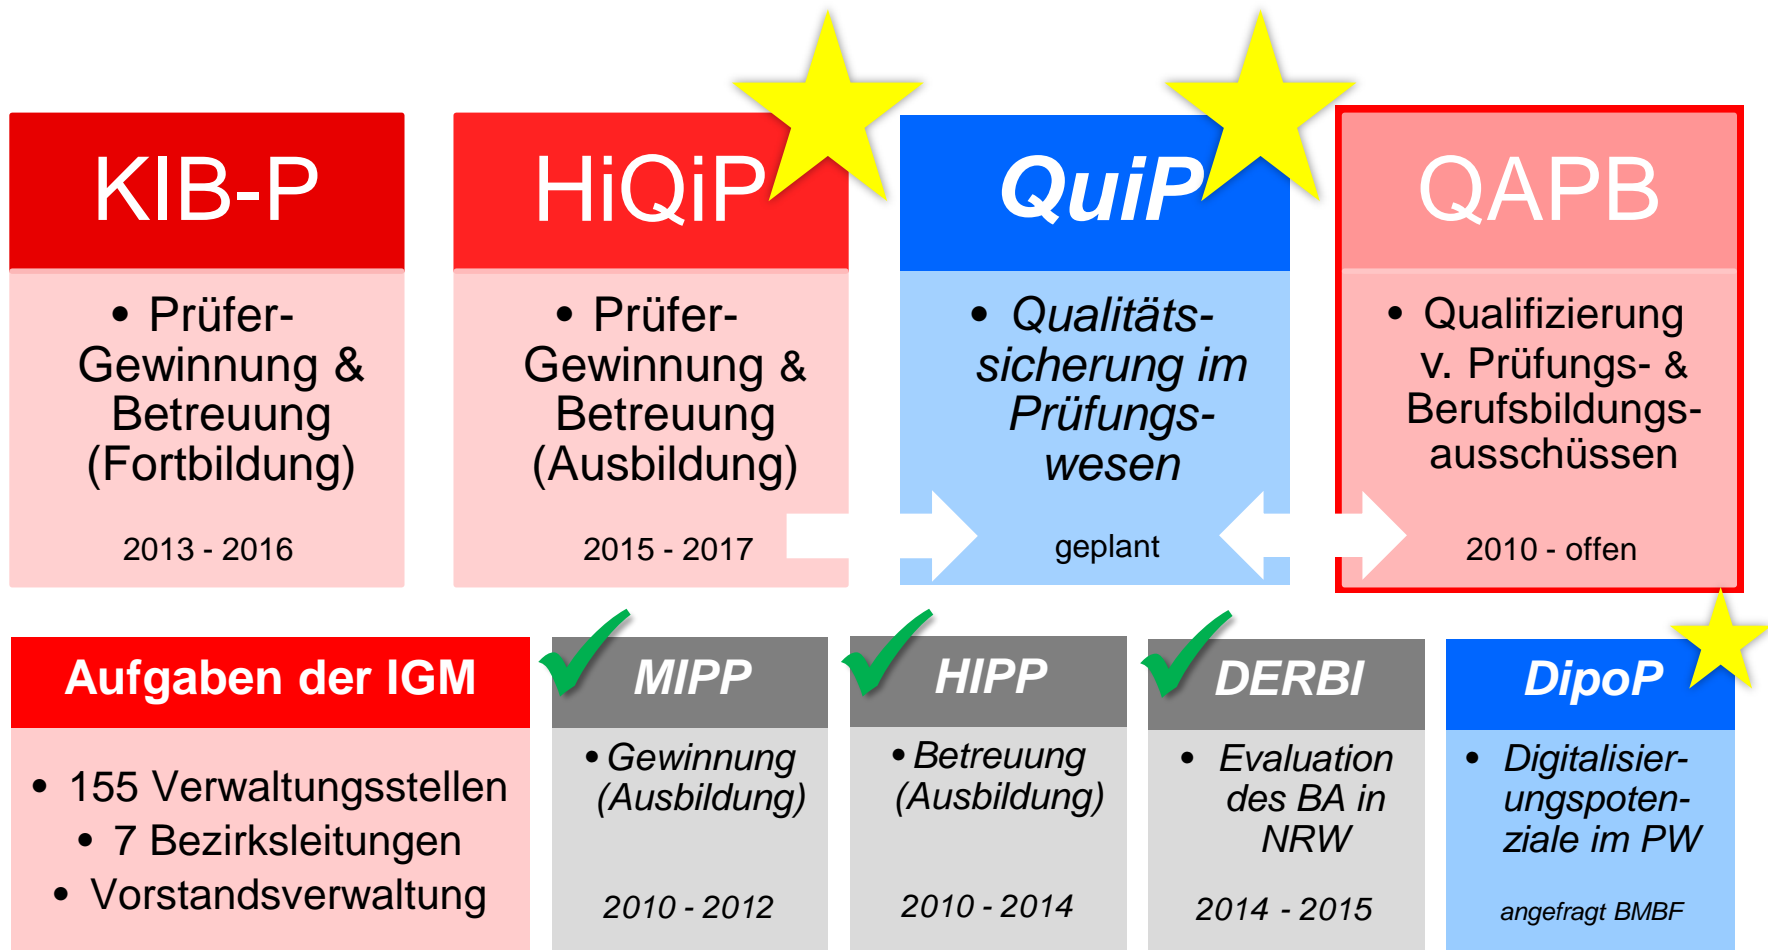 KIB-P
• Prüfer-
Gewinnung &
Betreuung
(Fortbildung)
2013 - 2016
HiQiP
• Prüfer-
Gewinnung &
Betreuung
(Ausbildung)
2015 - 2017
QuiP
• Qualitäts-
sicherung im
Prüfungs-
wesen
geplant
QAPB
• Qualifizierung
v. Prüfungs- &
Berufsbildungs-
ausschüssen
2010 - offen
Aufgaben der IGM
• 155 Verwaltungsstellen
• 7 Bezirksleitungen
• Vorstandsverwaltung
MIPP
• Gewinnung
(Ausbildung)
2010 - 2012
HIPP
• Betreuung
(Ausbildung)
2010 - 2014
DERBI
• Evaluation
des BA in
NRW
2014 - 2015
DipoP
• Digitalisier-
ungspoten-
ziale im PW
angefragt BMBF